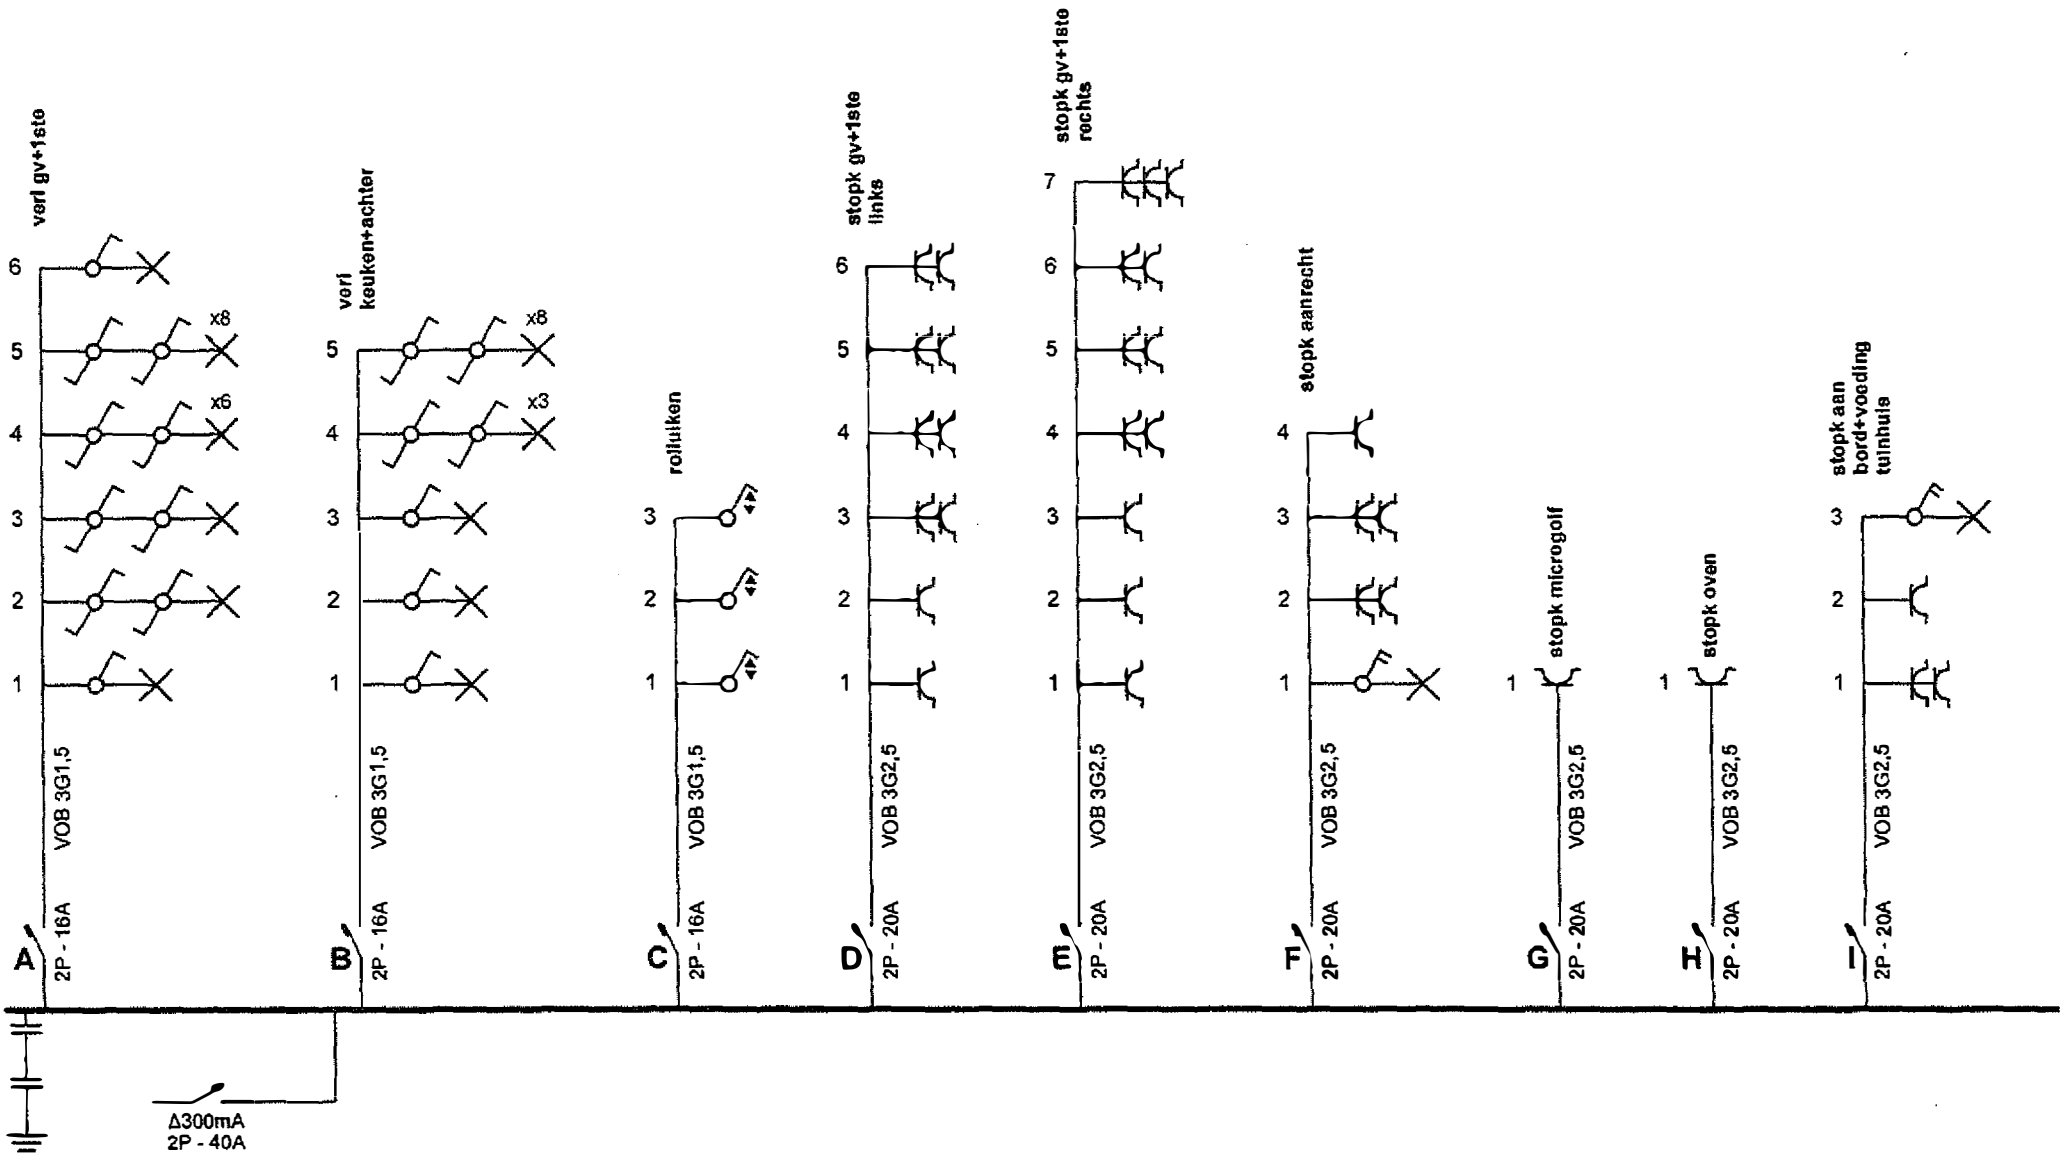 verl gv+1ste
6
5
x8
4
x6
3
2
1
VOB 3G1,5
2P - 16A
A
verl
keuken+achter
5
x8
4
x3
3
2
1
VOB 3G1,5
2P - 16A
B
rolluiken
3
2
1
VOB 3G1,5
2P - 16A
C
stopk gv+1ste
links
6
5
4
3
2
1
VOB 3G2,5
2P - 20A
D
stopk gv+1ste
rechts
7
6
5
4
3
2
1
VOB 3G2,5
2P - 20A
E
stopk aanrecht
4
3
2
1
VOB 3G2,5
2P - 20A
F
stopk microgolf
1
VOB 3G2,5
2P - 20A
G
stopk oven
1
VOB 3G2,5
2P - 20A
H
stopk aan
bord+voeding
tuinhuis
3
2
1
VOB 3G2,5
2P - 20A
I
Δ300mA
2P - 40A